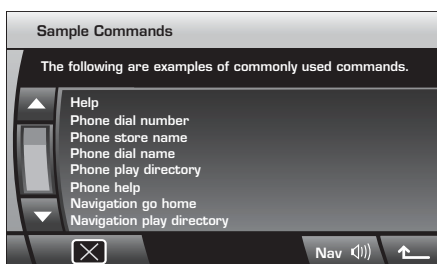 Sample Commands
The following are examples of commonly used commands.
Help
Phone dial number
Phone store name
Phone dial name
Phone play directory
Phone help
Navigation go home
Navigation play directory
Nav